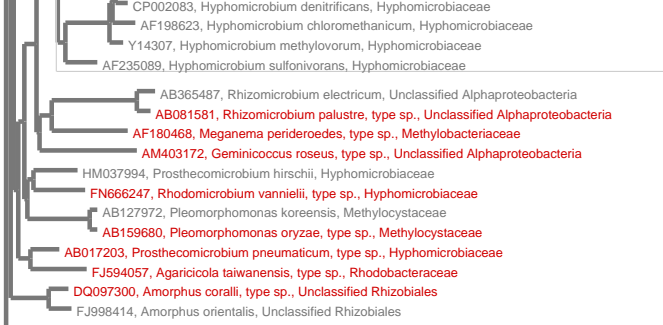 CP002083, Hyphomicrobium denitrificans, Hyphomicrobiaceae
AF198623, Hyphomicrobium chloromethanicum, Hyphomicrobiaceae
Y14307, Hyphomicrobium methylovorum, Hyphomicrobiaceae
AF235089, Hyphomicrobium sulfonivorans, Hyphomicrobiaceae
AB365487, Rhizomicrobium electricum, Unclassified Alphaproteobacteria
AB081581, Rhizomicrobium palustre, type sp., Unclassified Alphaproteobacteria
AF180468, Meganema perideroedes, type sp., Methylobacteriaceae
AM403172, Geminicoccus roseus, type sp., Unclassified Alphaproteobacteria
HM037994, Prosthecomicrobium hirschii, Hyphomicrobiaceae
FN666247, Rhodomicrobium vannielii, type sp., Hyphomicrobiaceae
AB127972, Pleomorphomonas koreensis, Methylocystaceae
AB159680, Pleomorphomonas oryzae, type sp., Methylocystaceae
AB017203, Prosthecomicrobium pneumaticum, type sp., Hyphomicrobiaceae
FJ594057, Agaricicola taiwanensis, type sp., Rhodobacteraceae
DQ097300, Amorphus coralli, type sp., Unclassified Rhizobiales
FJ998414, Amorphus orientalis, Unclassified Rhizobiales